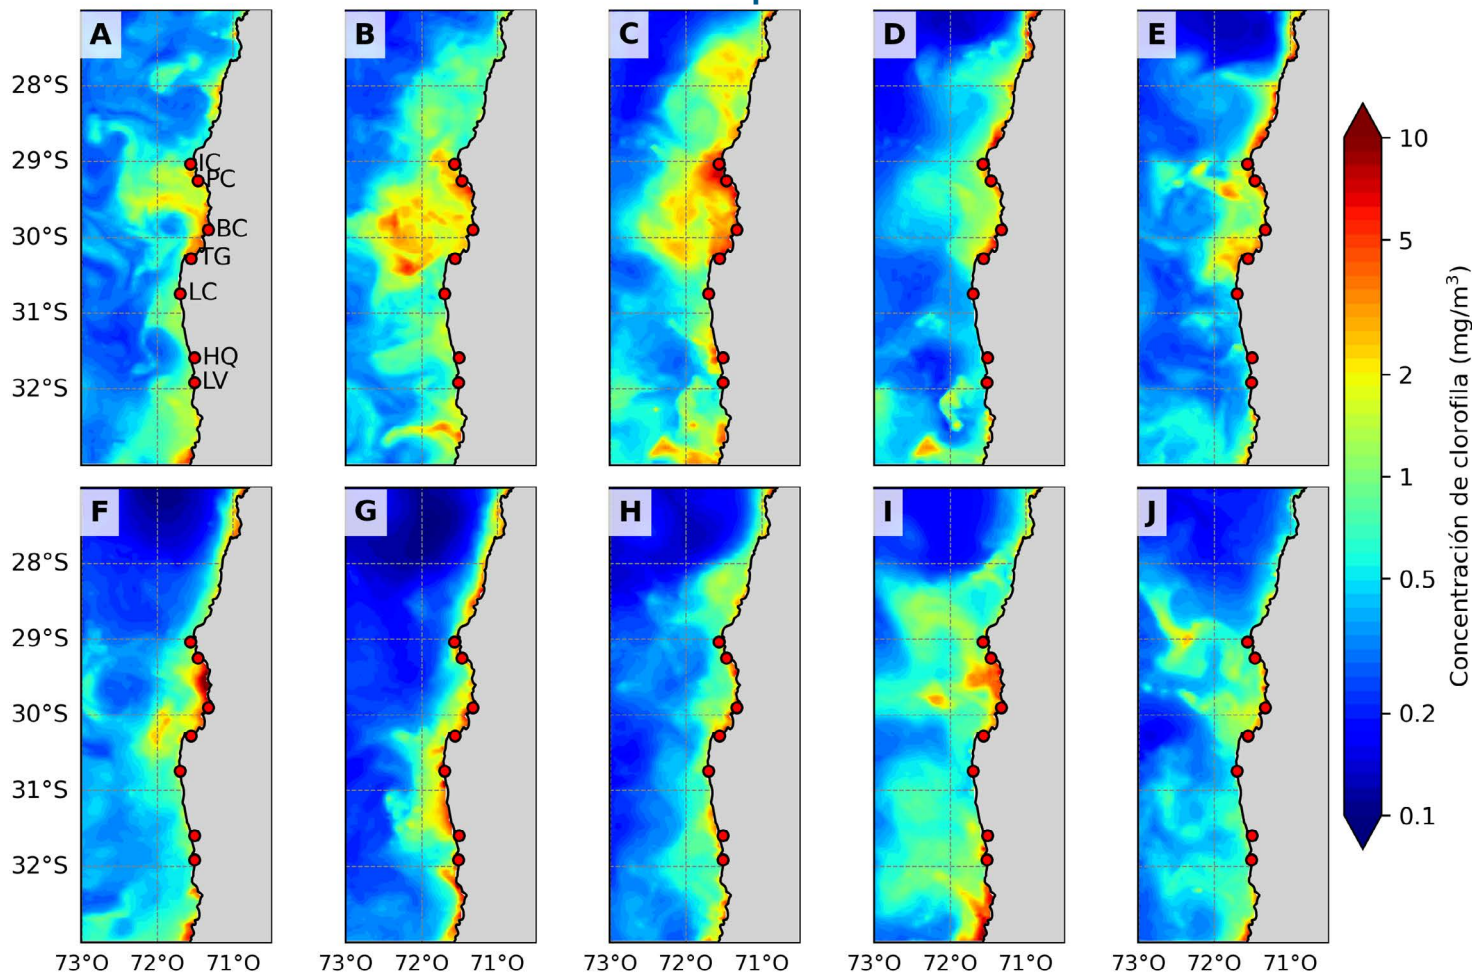 A
B
C
D
E
28°S
29°S
30°S
31°S
32°S
IC
PC
BC
TG
LC
HQ
LV
F
G
H
I
J
28°S
29°S
30°S
31°S
32°S
73°O 72°O 71°O
73°O 72°O 71°O
73°O 72°O 71°O
73°O 72°O 71°O
73°O 72°O 71°O
10
5
2
1
0.5
0.2
0.1
Concentración de clorofila (mg/m³)